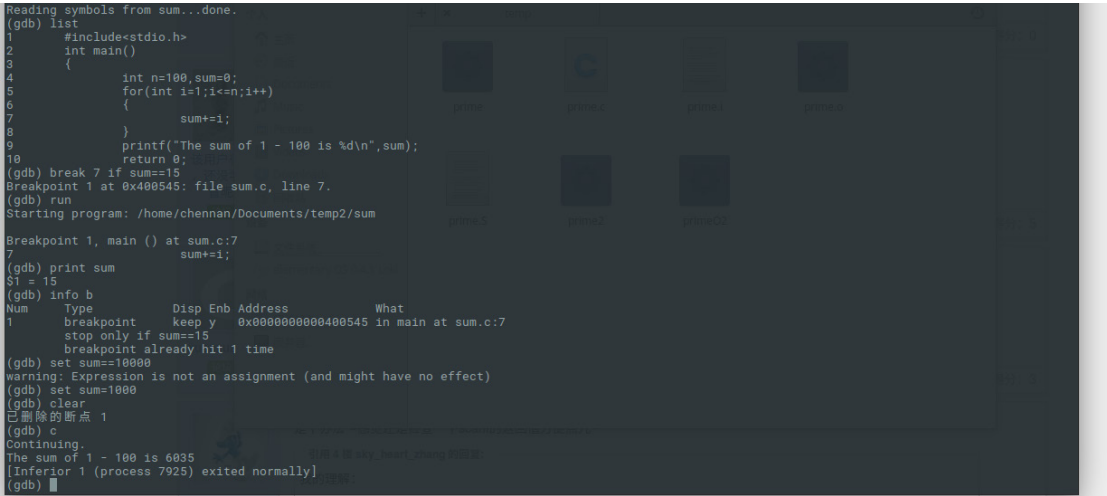 Reading symbols from sum...done.
(gdb) list
1 #include<stdio.h>
2 int main()
3 {
4 int n=100,sum=0;
5 for(int i=1;i<=n;i++)
6 {
7 sum+=i;
8 }
9 printf("The sum of 1 - 100 is %d\n",sum);
10 return 0;
(gdb) break 7 if sum==15
Breakpoint 1 at 0x400545: file sum.c, line 7.
(gdb) run
Starting program: /home/chennan/Documents/temp2/sum
Breakpoint 1, main () at sum.c:7
7 sum+=i;
(gdb) print sum
$1 = 15
(gdb) info b
Num Type Disp Enb Address What
1 breakpoint keep y 0x0000000000400545 in main at sum.c:7
stop only if sum==15
breakpoint already hit 1 time
(gdb) set sum==10000
warning: Expression is not an assignment (and might have no effect)
(gdb) set sum=1000
(gdb) clear
已删除的断点 1
(gdb) c
Continuing.
The sum of 1 - 100 is 6035
[Inferior 1 (process 7925) exited normally]
(gdb)
prime
prime.c
prime.i
prime.o
prime.S
prime2
primeO2